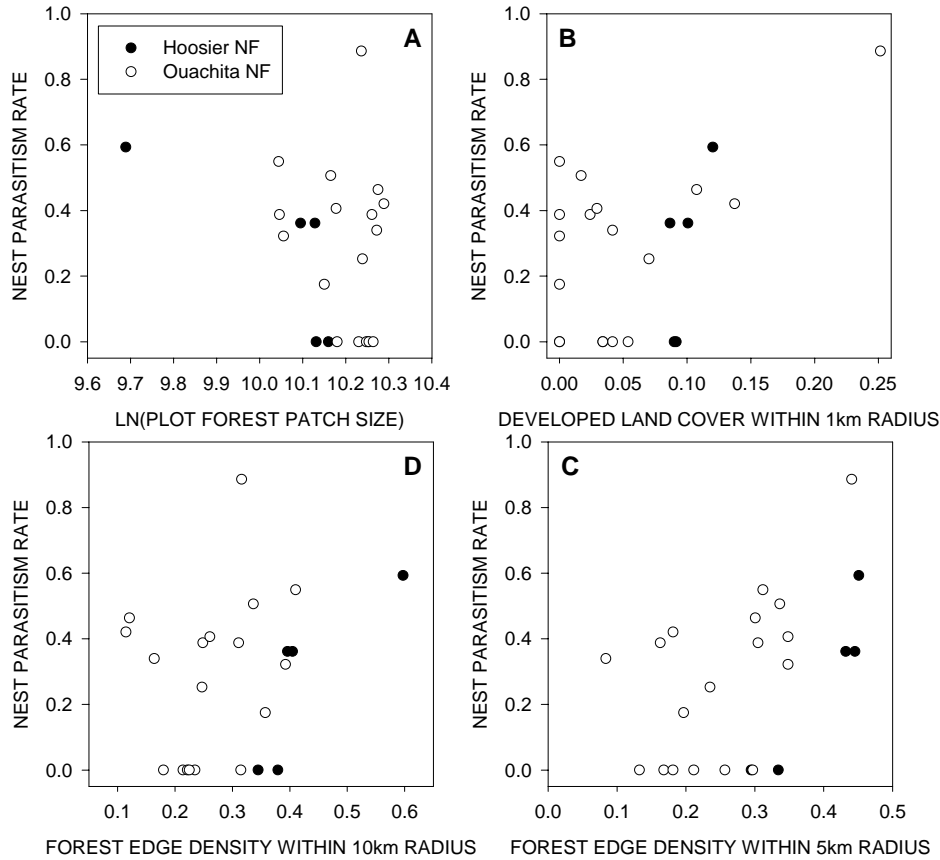 A
B
Hoosier NF
Ouachita NF
NEST PARASITISM RATE
NEST PARASITISM RATE
1.0
0.8
0.6
0.4
0.2
0.0
1.0
0.8
0.6
0.4
0.2
0.0
9.6 9.7 9.8 9.9 10.0 10.1 10.2 10.3 10.4
0.00 0.05 0.10 0.15 0.20 0.25
LN(PLOT FOREST PATCH SIZE)
DEVELOPED LAND COVER WITHIN 1km RADIUS
D
C
NEST PARASITISM RATE
NEST PARASITISM RATE
1.0
0.8
0.6
0.4
0.2
0.0
1.0
0.8
0.6
0.4
0.2
0.0
0.1 0.2 0.3 0.4 0.5 0.6
0.0 0.1 0.2 0.3 0.4 0.5
FOREST EDGE DENSITY WITHIN 10km RADIUS
FOREST EDGE DENSITY WITHIN 5km RADIUS